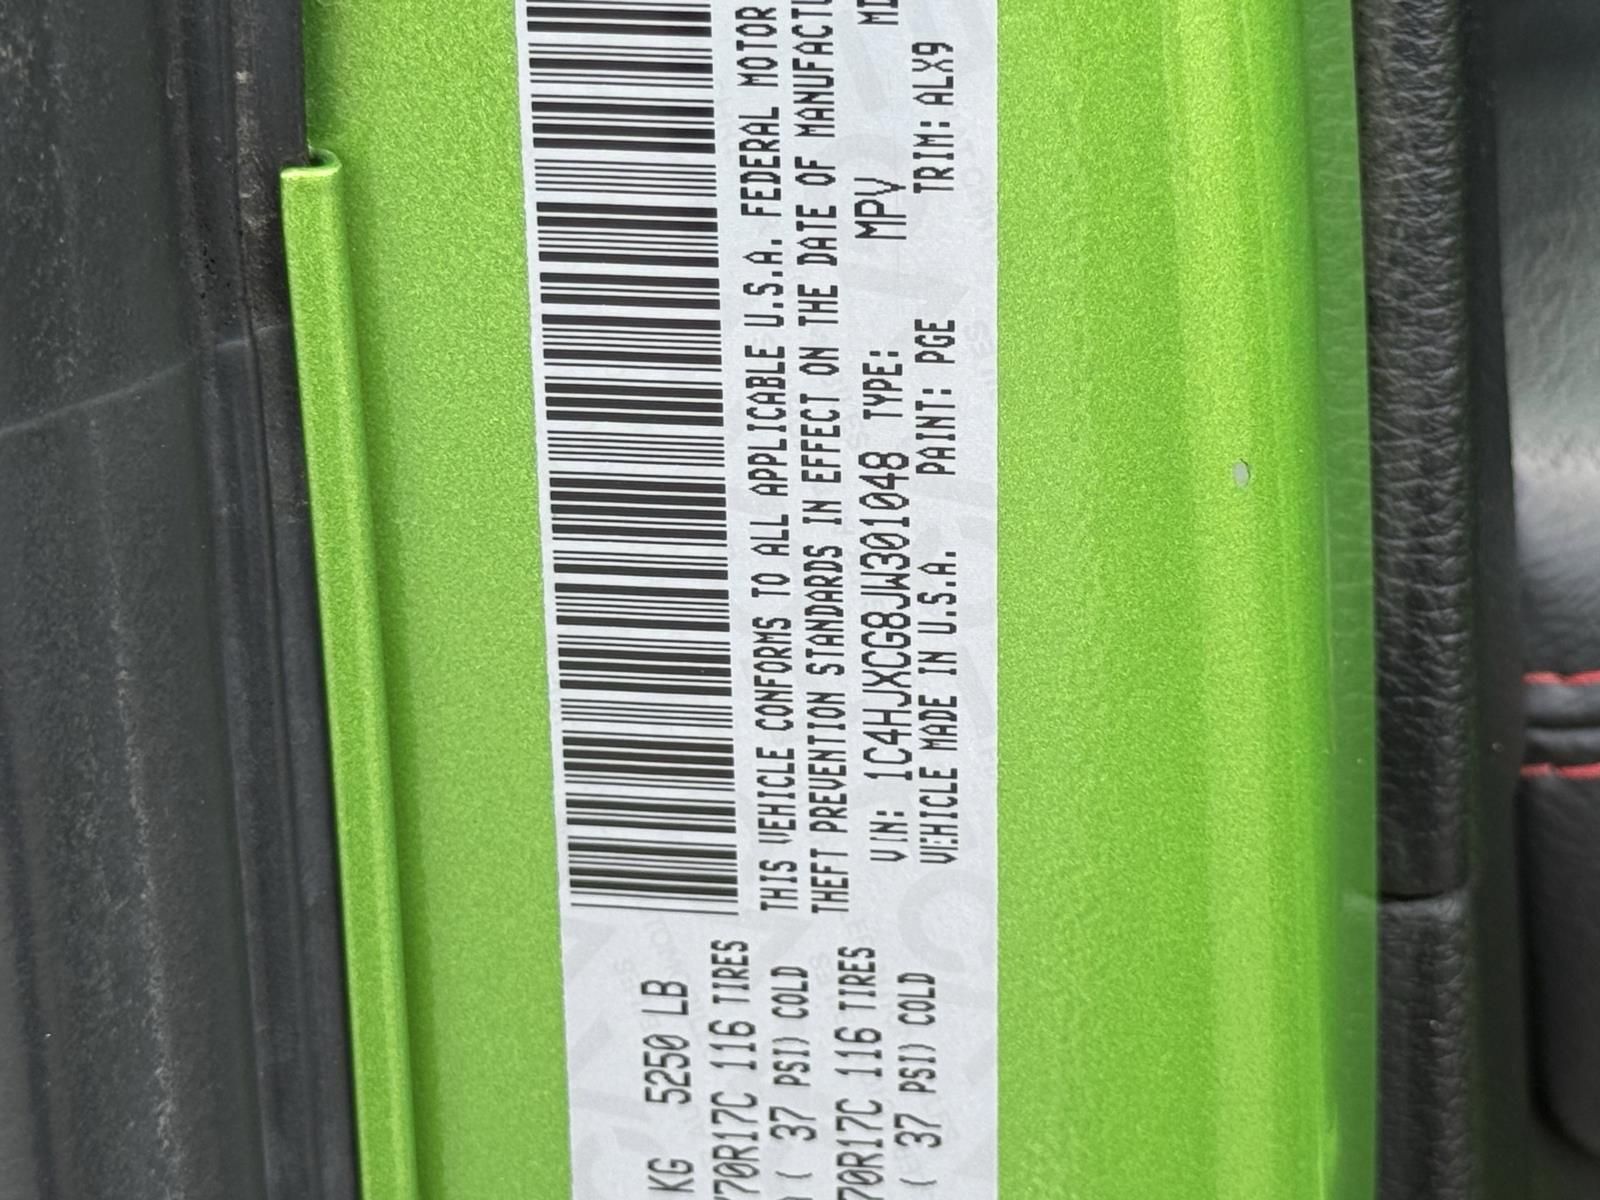 KG 5250 LB
70R17C 116 TIRES
( 37 PSI) COLD
70R17C 116 TIRES
( 37 PSI) COLD
THIS VEHICLE CONFORMS TO ALL APPLICABLE U.S.A. FEDERAL MOTOR
THEFT PREVENTION STANDARDS IN EFFECT ON THE DATE OF MANUFACTU
VIN: 1C4HJXCG8JW301048 TYPE: MPV
VEHICLE MADE IN U.S.A. PAINT: PGE TRIM: ALX9